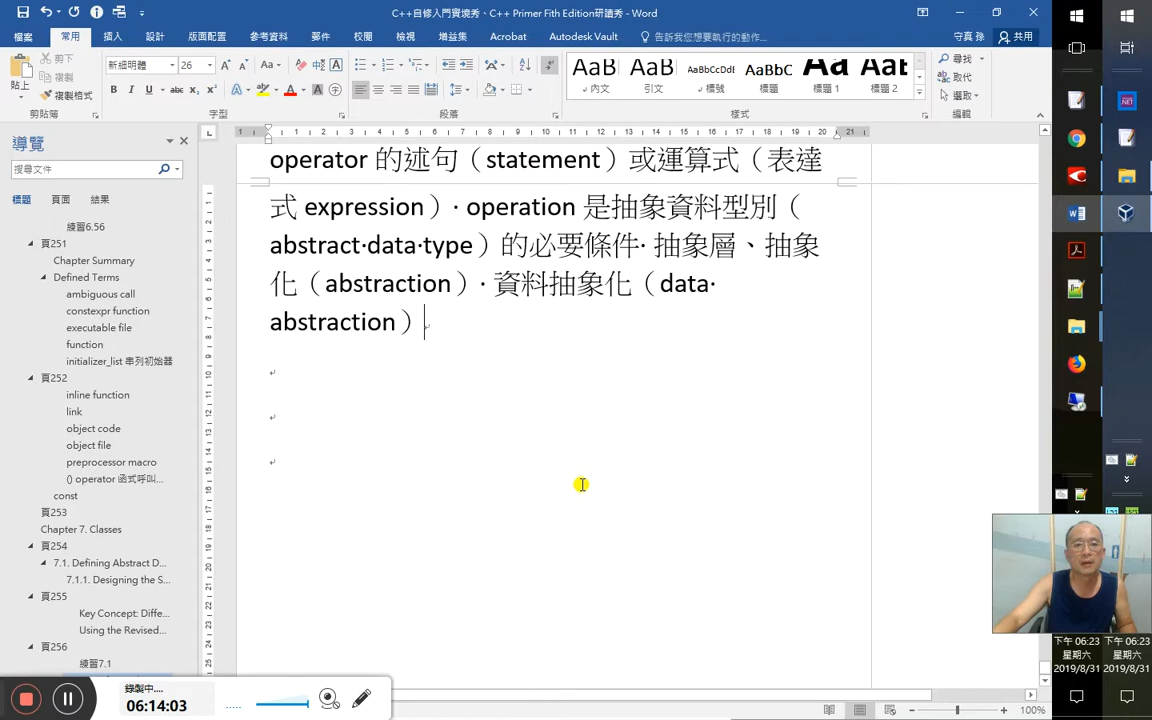 C++自修入門實境秀、C++ Primer Fith Edition研讀秀 - Word
檔案 常用 插入 設計 版面配置 參考資料 郵件 校閱 檢視 增益集 Acrobat Autodesk Vault 告訴我您想要執行的動作... 守真 孫 共用
貼上 剪下 複製 複製格式
新細明體 26
AaB AaB AaBbCcDdE AaBbC AaB AaB
內文 引文 標號 標題 標題 1 標題 2
尋找 取代 選取
剪貼簿 字型 段落 樣式 編輯
導覽
搜尋文件
標題 頁面 結果
練習6.56
頁251
Chapter Summary
Defined Terms
ambiguous call
constexpr function
executable file
function
initializer_list 串列初始器
頁252
inline function
link
object code
object file
preprocessor macro
() operator 函式呼叫...
const
頁253
Chapter 7. Classes
頁254
7.1. Defining Abstract D...
7.1.1. Designing the S...
頁255
Key Concept: Diffe...
Using the Revised...
頁256
練習7.1
operator 的述句（statement）或運算式（表達
式 expression）‧operation 是抽象資料型別（
abstract data type）的必要條件‧抽象層、抽象
化（abstraction）‧資料抽象化（data
abstraction）
錄製中....
06:14:03
100%
下午 06:23 下午 06:23
星期六 星期六
2019/8/31 2019/8/31